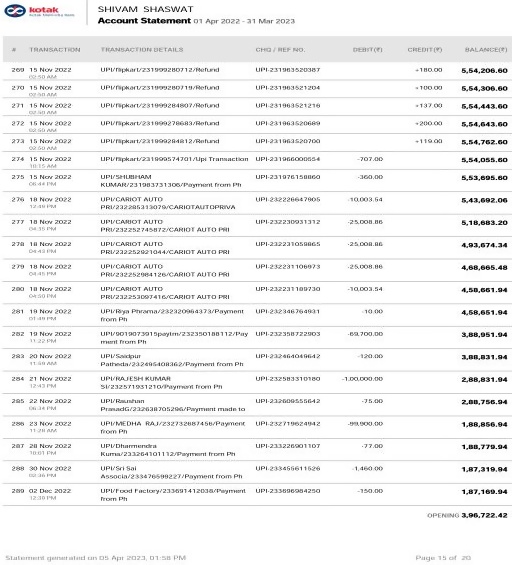 kotak
Kotak Mahindra Bank
SHIVAM SHASWAT
Account Statement 01 Apr 2022 - 31 Mar 2023
# TRANSACTION TRANSACTION DETAILS CHQ / REF NO. DEBIT(₹) CREDIT(₹) BALANCE(₹)
269 15 Nov 2022 UPI/flipkart/231999280712/Refund UPI-231963520387 +180.00 5,54,206.60
02:50 AM
270 15 Nov 2022 UPI/flipkart/231999280719/Refund UPI-231963521204 +100.00 5,54,306.60
02:50 AM
271 15 Nov 2022 UPI/flipkart/231999284807/Refund UPI-231963521216 +137.00 5,54,443.60
02:50 AM
272 15 Nov 2022 UPI/flipkart/231999278683/Refund UPI-231963520689 +200.00 5,54,643.60
02:50 AM
273 15 Nov 2022 UPI/flipkart/231999284812/Refund UPI-231963520700 +119.00 5,54,762.60
02:50 AM
274 15 Nov 2022 UPI/flipkart/231999574701/Upi Transaction UPI-231966000554 -707.00 5,54,055.60
10:15 AM
275 15 Nov 2022 UPI/SHUBHAM UPI-231976158860 -360.00 5,53,695.60
06:44 PM KUMAR/231983731306/Payment from Ph
276 18 Nov 2022 UPI/CARIOT AUTO UPI-232226647905 -10,003.54 5,43,692.06
12:49 PM PRI/232285313079/CARIOTAUTOPRIVA
277 18 Nov 2022 UPI/CARIOT AUTO UPI-232230931312 -25,008.86 5,18,683.20
04:35 PM PRI/232252745872/CARIOT AUTO PRI
278 18 Nov 2022 UPI/CARIOT AUTO UPI-232231059865 -25,008.86 4,93,674.34
04:43 PM PRI/232252921044/CARIOT AUTO PRI
279 18 Nov 2022 UPI/CARIOT AUTO UPI-232231106973 -25,008.86 4,68,665.48
04:45 PM PRI/232252984126/CARIOT AUTO PRI
280 18 Nov 2022 UPI/CARIOT AUTO UPI-232231189730 -10,003.54 4,58,661.94
04:50 PM PRI/232253097416/CARIOT AUTO PRI
281 19 Nov 2022 UPI/Riya Phrama/232320964373/Payment UPI-232346764931 -10.00 4,58,651.94
01:49 PM from Ph
282 19 Nov 2022 UPI/9019073915paytm/232350188112/Pay UPI-232358722903 -69,700.00 3,88,951.94
11:22 PM ment from Ph
283 20 Nov 2022 UPI/Saidpur UPI-232464049642 -120.00 3,88,831.94
11:59 AM Patheda/232495408362/Payment from Ph
284 21 Nov 2022 UPI/RAJESH KUMAR UPI-232583310180 -1,00,000.00 2,88,831.94
12:43 PM SI/232571931210/Payment from Ph
285 22 Nov 2022 UPI/Raushan UPI-232609555642 -75.00 2,88,756.94
06:34 PM PrasadG/232638705296/Payment made to
286 23 Nov 2022 UPI/MEDHA RAJ/232732687456/Payment UPI-232719624942 -99,900.00 1,88,856.94
11:28 AM from Ph
287 28 Nov 2022 UPI/Dharmendra UPI-233226901107 -77.00 1,88,779.94
10:01 PM Kuma/233264101112/Payment from Ph
288 30 Nov 2022 UPI/Sri Sai UPI-233455611526 -1,460.00 1,87,319.94
02:36 PM Associa/233476599227/Payment from Ph
289 02 Dec 2022 UPI/Food Factory/233691412038/Payment UPI-233696984250 -150.00 1,87,169.94
12:30 PM from Ph
OPENING 3,96,722.42
Statement generated on 05 Apr 2023, 01:58 PM Page 15 of 20